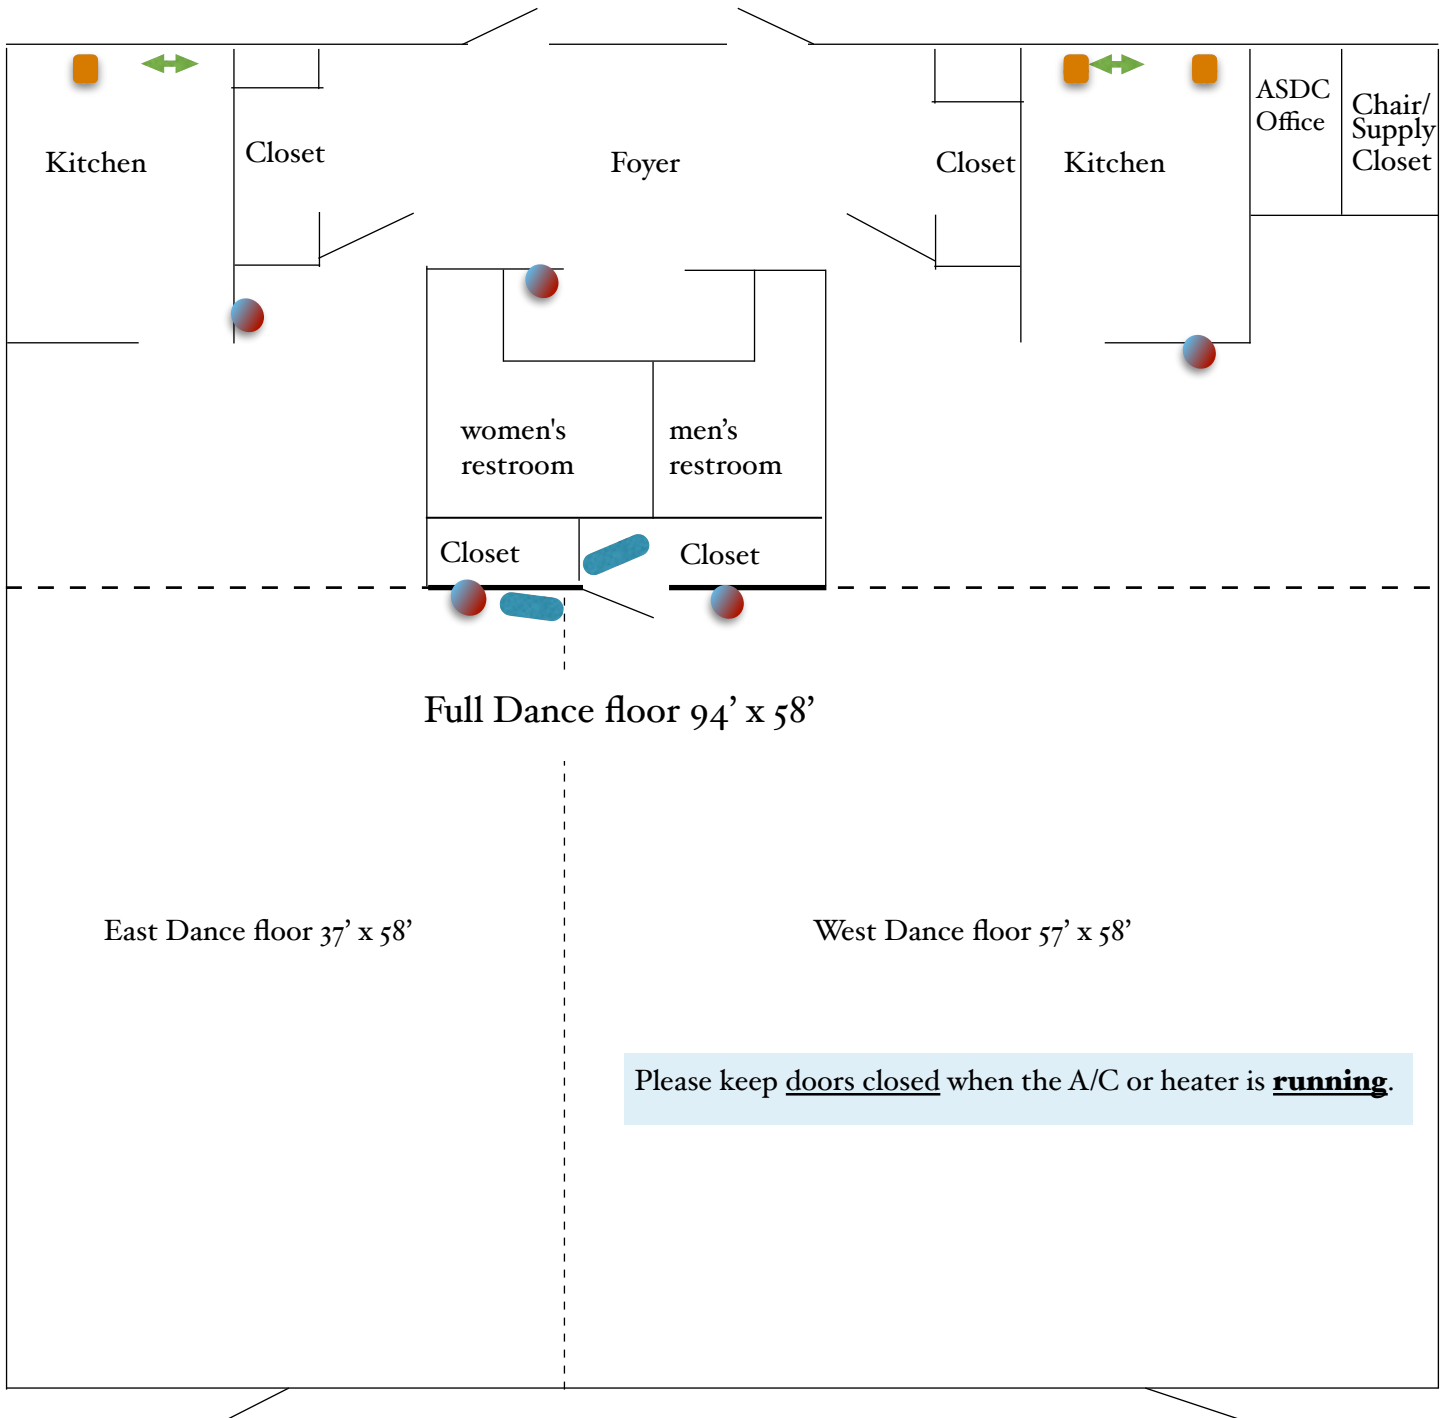 ASDC
Office
Chair/
Supply
Closet
Kitchen
Closet
Foyer
Closet
Kitchen
women's
restroom
men’s
restroom
Closet
Closet
Full Dance floor 94’ x 58’
East Dance floor 37’ x 58’
West Dance floor 57’ x 58’
Please keep doors closed when the A/C or heater is running.